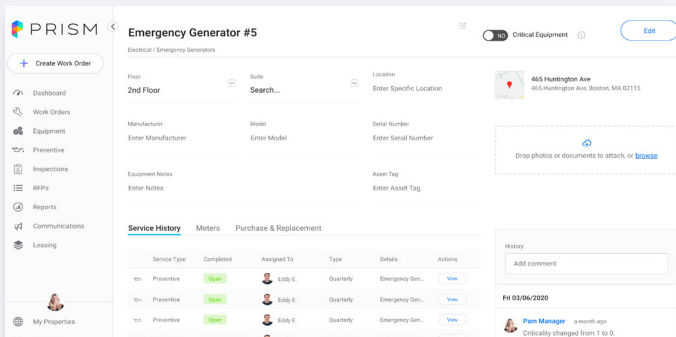 PRISM
Create Work Order
Dashboard
Work Orders
Equipment
Preventive
Inspections
RFPs
Reports
Communications
Leasing
My Properties
Emergency Generator #5
Electrical / Emergency Generators
NO Critical Equipment
Edit
Floor
2nd Floor
Suite
Search...
Location
Enter Specific Location
Manufacturer
Enter Manufacturer
Model
Enter Model
Serial Number
Enter Serial Number
Equipment Notes
Enter Notes
Asset Tag
Enter Asset Tag
465 Huntington Ave
465 Huntington Ave, Boston, MA 02115
Drop photos or documents to attach, or browse
Service History Meters Purchase & Replacement
Service Type Completed Assigned To Type Details Actions
Preventive Open Eddy E. Quarterly Emergency Gen... View
Preventive Open Eddy E. Quarterly Emergency Gen... View
Preventive Open Eddy E. Quarterly Emergency Gen... View
History
Add comment
Fri 03/06/2020
Pam Manager a month ago
Criticality changed from 1 to 0.